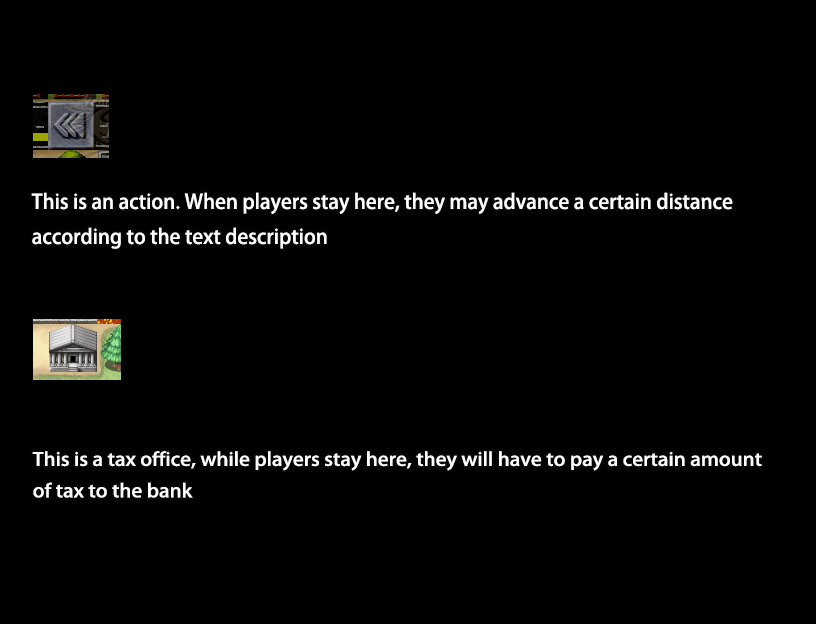 This is an action. When players stay here, they may advance a certain distance
according to the text description
This is a tax office, while players stay here, they will have to pay a certain amount
of tax to the bank